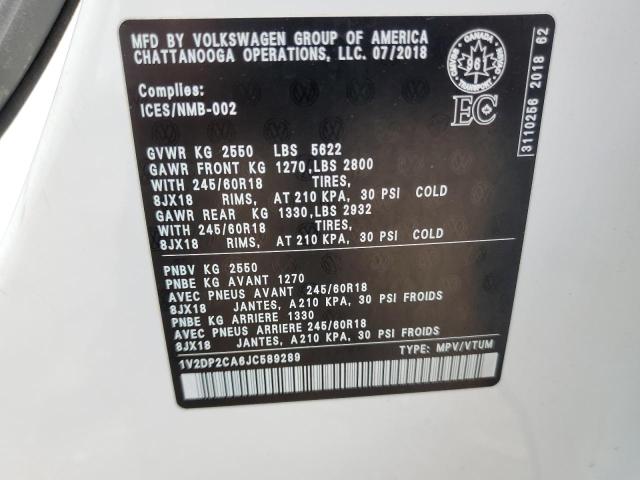 MFD BY VOLKSWAGEN GROUP OF AMERICA
CHATTANOOGA OPERATIONS, LLC. 07/2018
CANADA
TRANSPORT
EC
3110256 2018 62
ICES/NMB-002
GVWR KG 2550 LBS 5622
GAWR FRONT KG 1270,LBS 2800
WITH 245/60R18 TIRES,
8JX18 RIMS, AT 210 KPA, 30 PSI COLD
GAWR REAR KG 1330,LBS 2932
WITH 245/60R18 TIRES,
8JX18 RIMS, AT 210 KPA, 30 PSI COLD
PNBV KG 2550
PNBE KG AVANT 1270
AVEC PNEUS AVANT 245/60R18
8JX18 JANTES, A210 KPA, 30 PSI FROIDS
PNBE KG ARRIERE 1330
AVEC PNEUS ARRIERE 245/60R18
8JX18 JANTES, A210 KPA, 30 PSI FROIDS
1V2DP2CA6JC589289 TYPE: MPV/VTUM